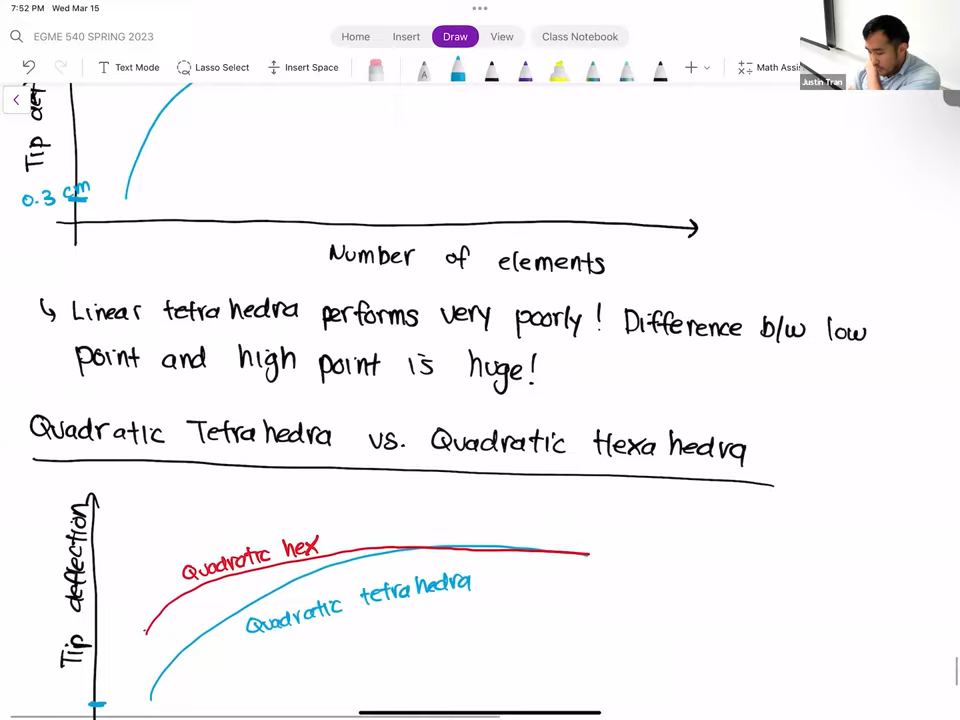 7:52 PM Wed Mar 15
EGME 540 SPRING 2023
Home Insert Draw View Class Notebook
Text Mode Lasso Select Insert Space Math Assis
Justin Tran
Tip def
0.3 cm
Number of elements
↳ Linear tetrahedra performs very poorly! Difference b/w low
point and high point is huge!
Quadratic Tetrahedra vs. Quadratic Hexahedra
Tip deflection
Quadratic hex
Quadratic tetrahedra